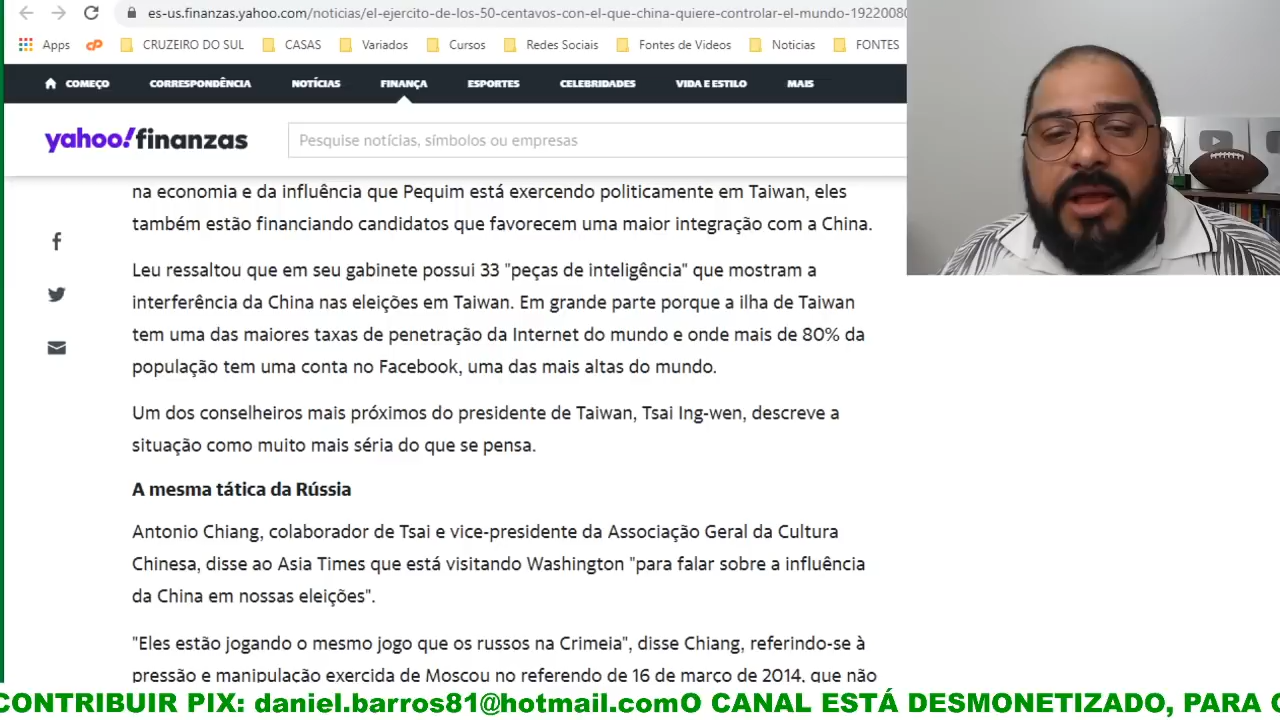 es-us.finanzas.yahoo.com/noticias/el-ejercito-de-los-50-centavos-con-el-que-china-quiere-controlar-el-mundo-19220080
Apps CRUZEIRO DO SUL CASAS Variados Cursos Redes Sociais Fontes de Videos Noticias FONTES
COMEÇO CORRESPONDÊNCIA NOTÍCIAS FINANÇA ESPORTES CELEBRIDADES VIDA E ESTILO MAIS
yahoo!finanzas Pesquise notícias, símbolos ou empresas
na economia e da influência que Pequim está exercendo politicamente em Taiwan, eles
também estão financiando candidatos que favorecem uma maior integração com a China.
Leu ressaltou que em seu gabinete possui 33 "peças de inteligência" que mostram a
interferência da China nas eleições em Taiwan. Em grande parte porque a ilha de Taiwan
tem uma das maiores taxas de penetração da Internet do mundo e onde mais de 80% da
população tem uma conta no Facebook, uma das mais altas do mundo.
Um dos conselheiros mais próximos do presidente de Taiwan, Tsai Ing-wen, descreve a
situação como muito mais séria do que se pensa.
A mesma tática da Rússia
Antonio Chiang, colaborador de Tsai e vice-presidente da Associação Geral da Cultura
Chinesa, disse ao Asia Times que está visitando Washington "para falar sobre a influência
da China em nossas eleições".
"Eles estão jogando o mesmo jogo que os russos na Crimeia", disse Chiang, referindo-se à
pressão e manipulação exercida de Moscou no referendo de 16 de março de 2014, que não
CONTRIBUIR PIX: daniel.barros81@hotmail.comO CANAL ESTÁ DESMONETIZADO, PARA